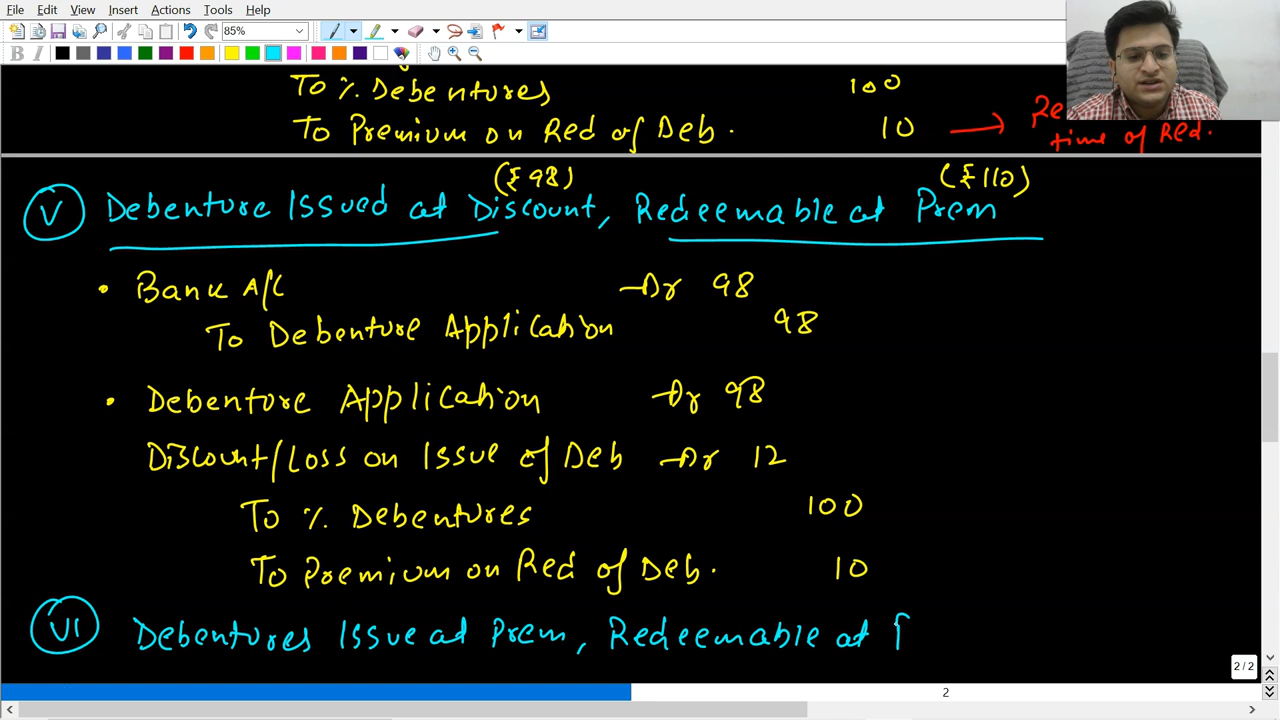 File Edit View Insert Actions Tools Help
85%
B I U
To % Debentures 100
To Premium on Red of Deb. 10 → time of Red.
(₹98) (₹110)
V Debenture Issued at Discount, Redeemable at Prem
• Bank A/C Dr 98
To Debenture Application 98
• Debenture Application Dr 98
Discount/Loss on Issue of Deb Dr 12
To % Debentures 100
To Premium on Red of Deb. 10
VI Debentures Issue at Prem, Redeemable at
2 / 2
2